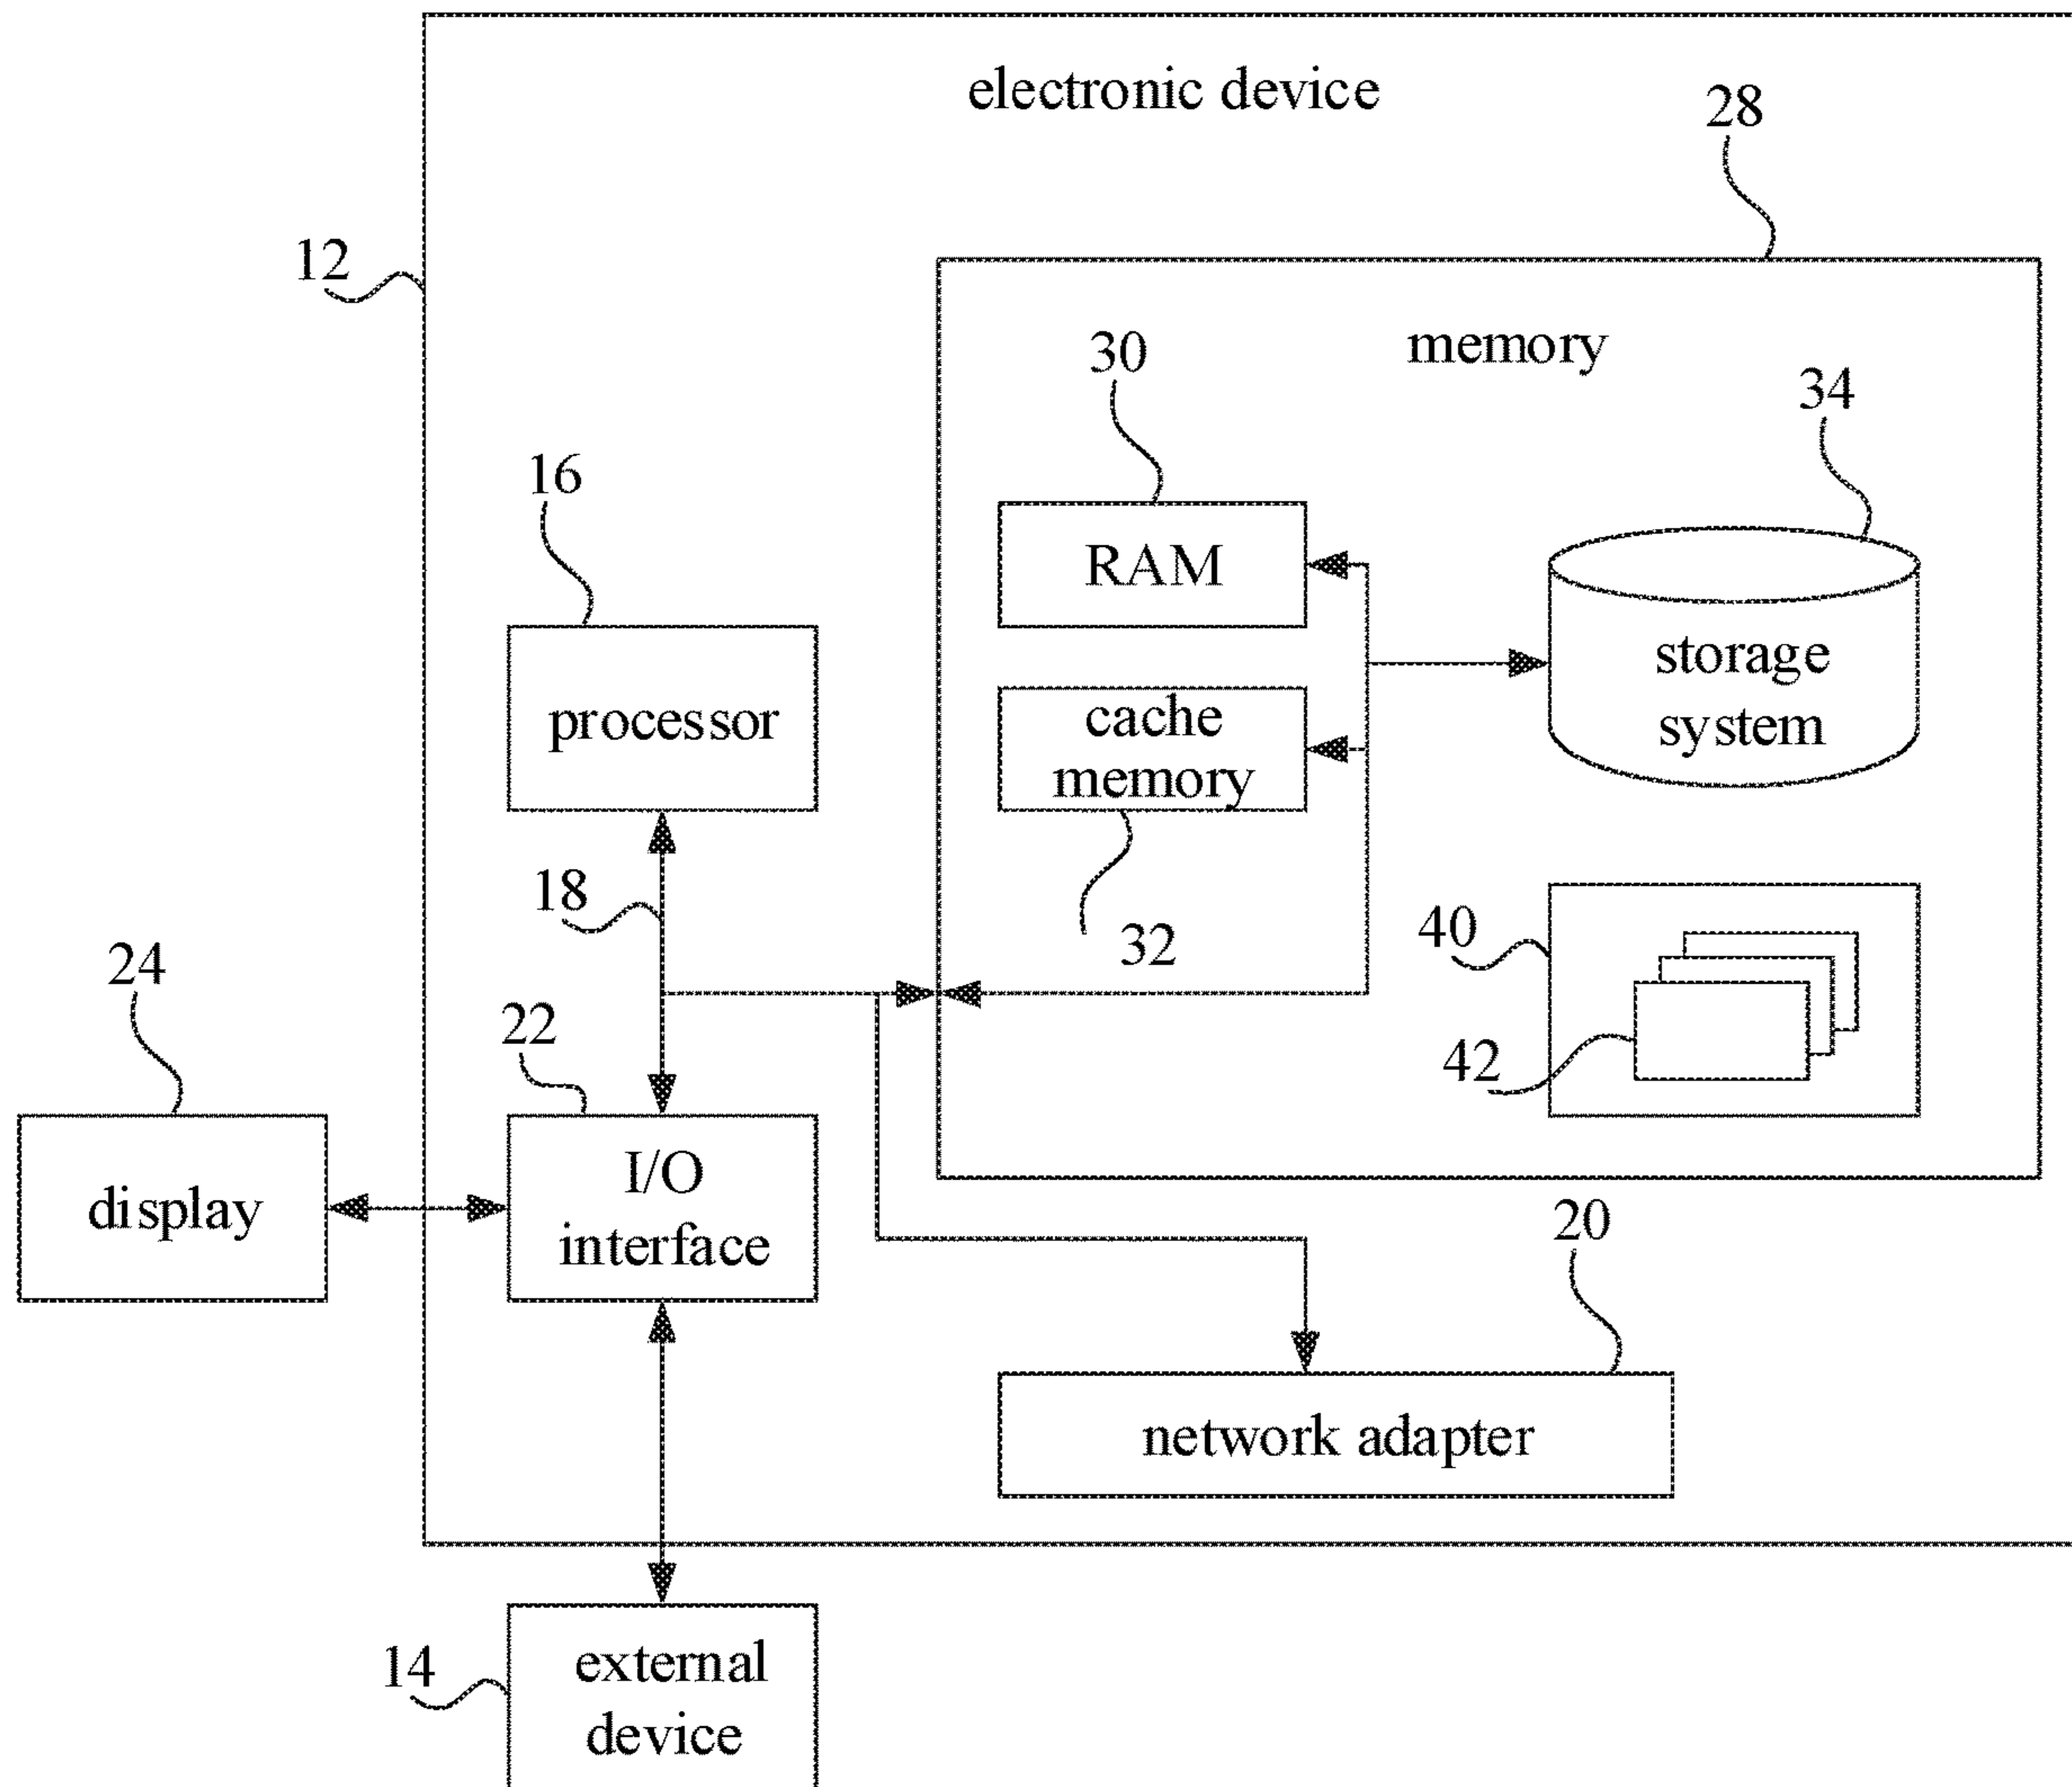 electronic device
28
12
memory
30
34
16
RAM
storage
system
processor
cache
memory
18
32
40
24
22
42
I/O
interface
display
20
network adapter
14
external
device